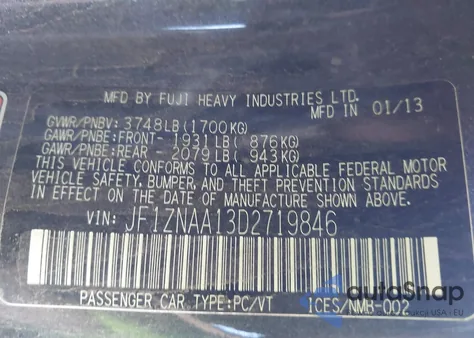 MFD BY FUJI HEAVY INDUSTRIES LTD.
MFD IN 01/13
GVWR/PNBV: 3748LB(1700KG)
GAWR/PNBE:FRONT- 1931LB( 876KG)
GAWR/PNBE:REAR - 2079LB( 943KG)
THIS VEHICLE CONFORMS TO ALL APPLICABLE FEDERAL MOTOR
VEHICLE SAFETY, BUMPER, AND THEFT PREVENTION STANDARDS
IN EFFECT ON THE DATE OF MANUFACTURE SHOWN ABOVE.
VIN: JF1ZNAA13D2719846
PASSENGER CAR TYPE:PC/VT ICES/NMB-002
autoSnap
Aukcji USA i EU